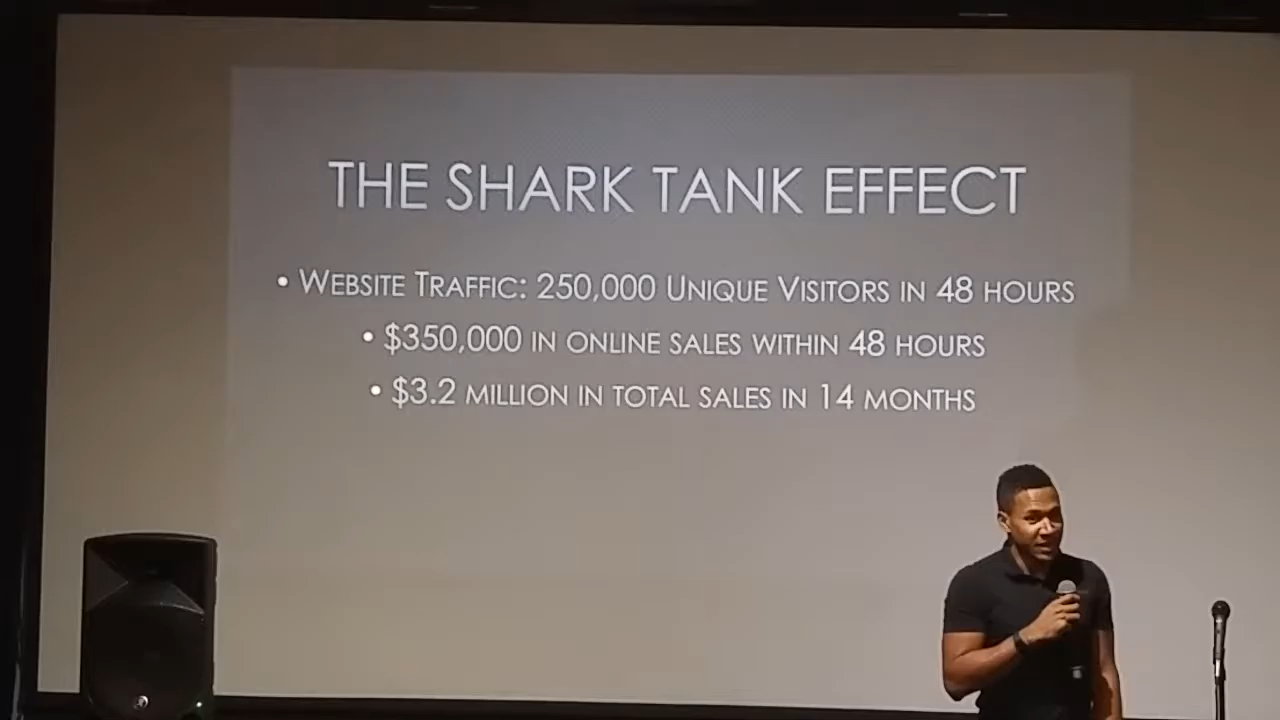 THE SHARK TANK EFFECT
• WEBSITE TRAFFIC: 250,000 UNIQUE VISITORS IN 48 HOURS
• $350,000 IN ONLINE SALES WITHIN 48 HOURS
• $3.2 MILLION IN TOTAL SALES IN 14 MONTHS